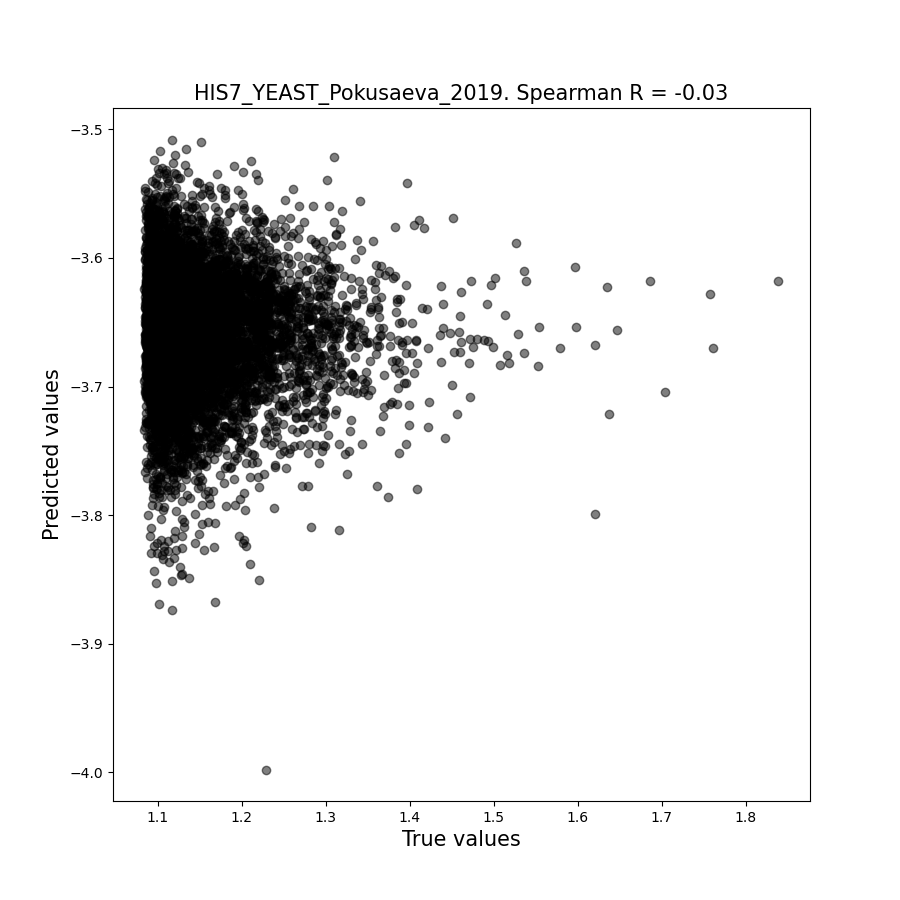 HIS7_YEAST_Pokusaeva_2019. Spearman R = -0.03
−3.5
−3.6
−3.7
−3.8
−3.9
−4.0
Predicted values
1.1 1.2 1.3 1.4 1.5 1.6 1.7 1.8
True values